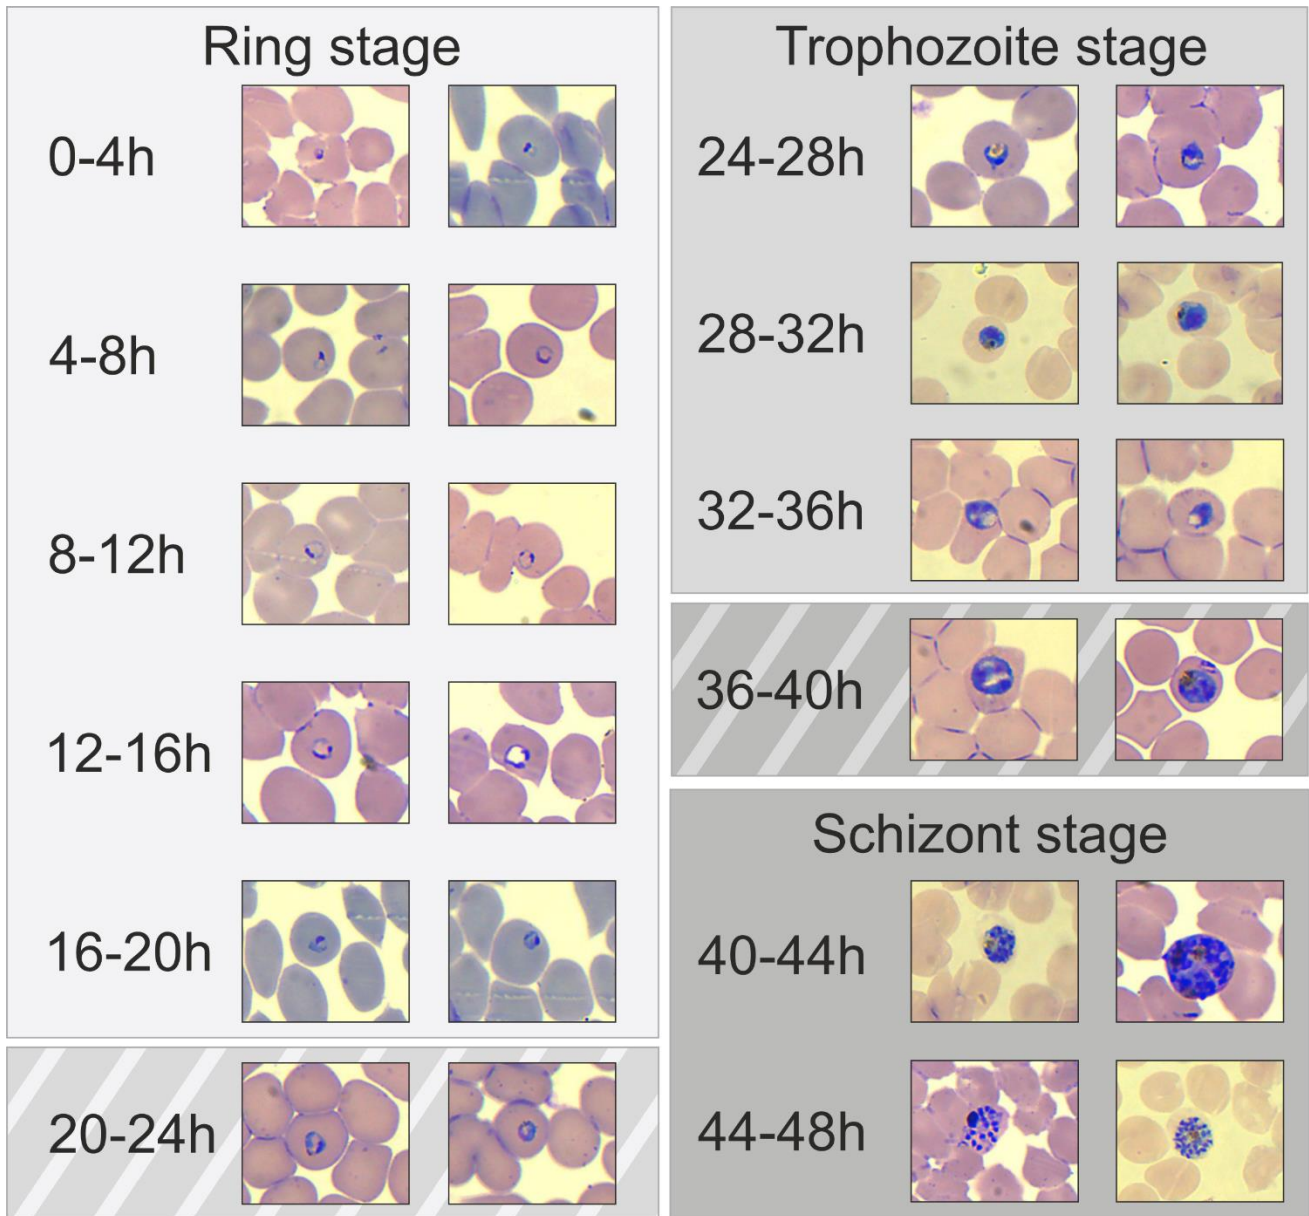 Ring stage
0-4h
4-8h
8-12h
12-16h
16-20h
20-24h
Trophozoite stage
24-28h
28-32h
32-36h
36-40h
Schizont stage
40-44h
44-48h